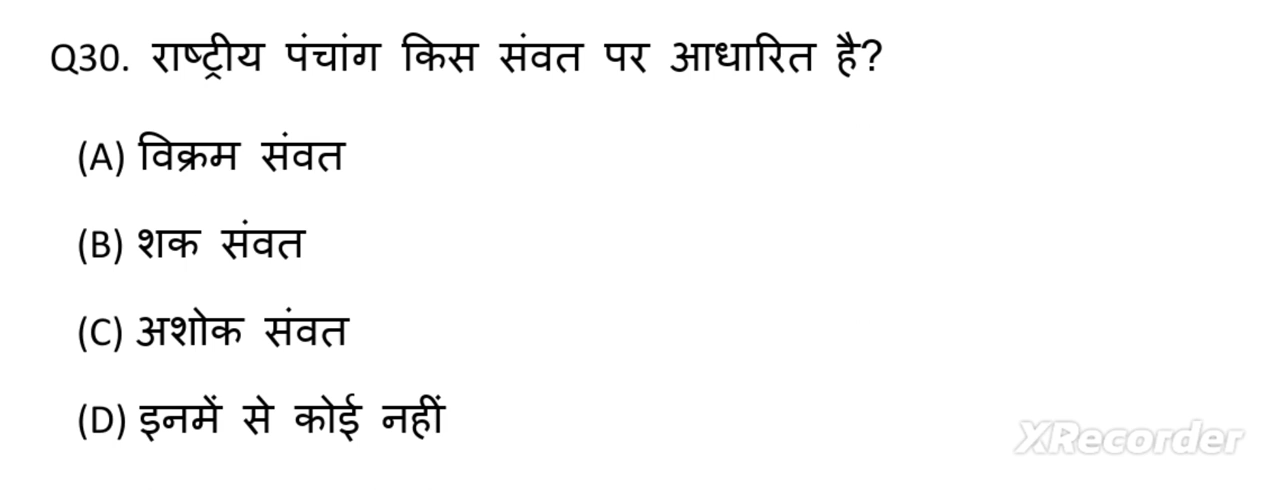 Q30. राष्ट्रीय पंचांग किस संवत पर आधारित है?
(A) विक्रम संवत
(B) शक संवत
(C) अशोक संवत
(D) इनमें से कोई नहीं
XRecorder